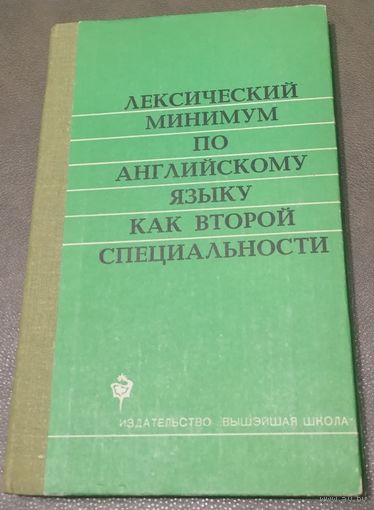 ЛЕКСИЧЕСКИЙ
МИНИМУМ
ПО
АНГЛИЙСКОМУ
ЯЗЫКУ
КАК ВТОРОЙ
СПЕЦИАЛЬНОСТИ
ИЗДАТЕЛЬСТВО "ВЫШЭЙШАЯ ШКОЛА"